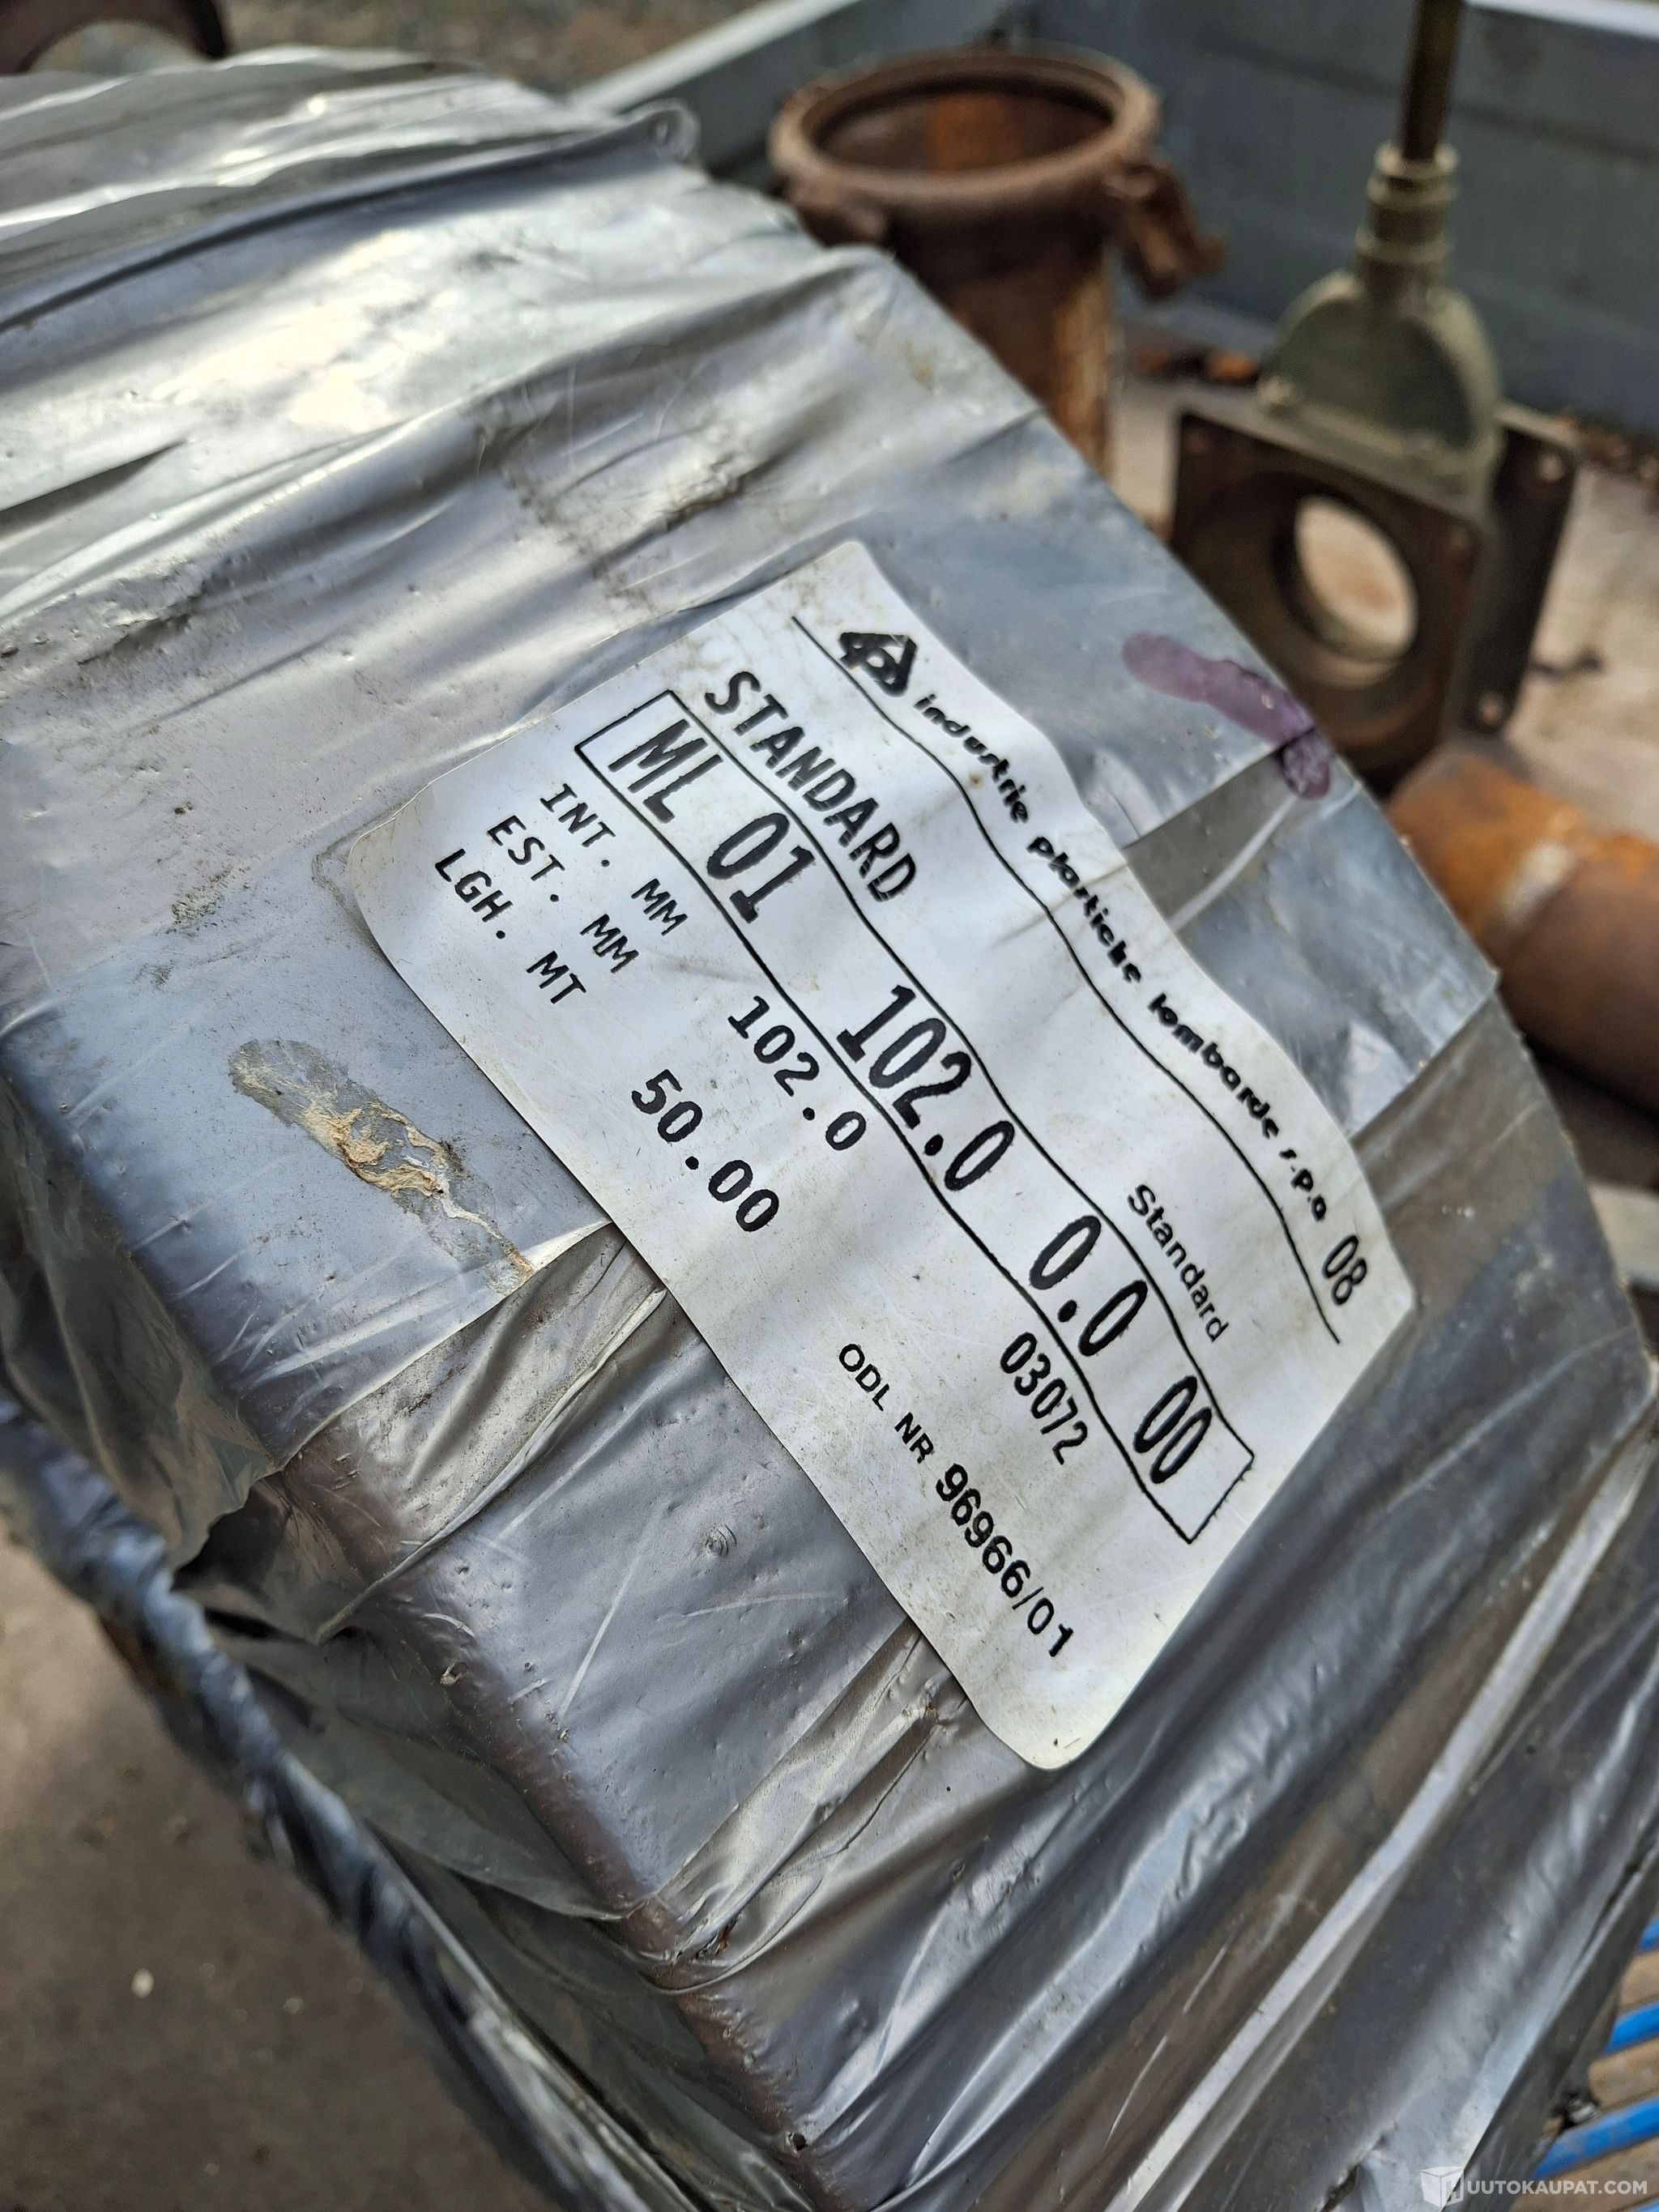 industrie plastiche lombarde s.p.a 08
STANDARD Standard
ML 01 102.0 0.0 00
INT. MM 102.0 03072
EST. MM
LGH. MT 50.00 ODL NR 96966/01
UUTOKAUPAT.COM